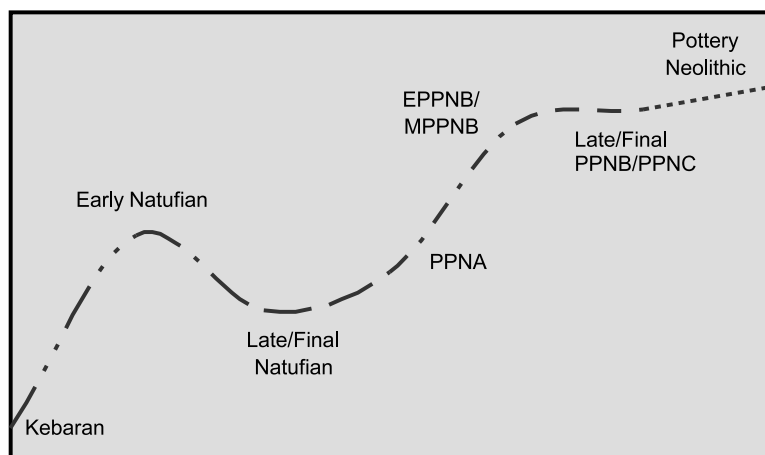 Pottery
Neolithic
EPPNB/
MPPNB
Late/Final
PPNB/PPNC
Early Natufian
PPNA
Late/Final
Natufian
Kebaran